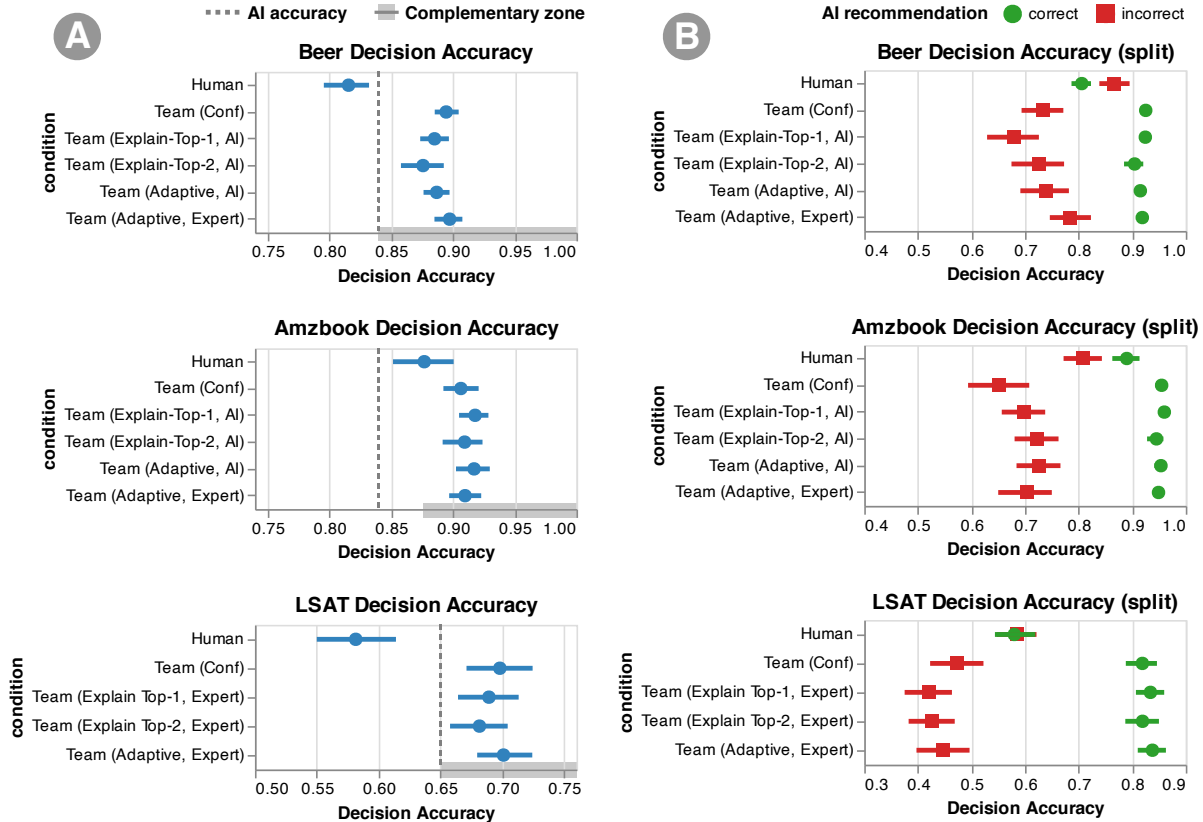 A
AI accuracy Complementary zone
Beer Decision Accuracy
condition
Human
Team (Conf)
Team (Explain-Top-1, AI)
Team (Explain-Top-2, AI)
Team (Adaptive, AI)
Team (Adaptive, Expert)
0.75 0.80 0.85 0.90 0.95 1.00
Decision Accuracy
Amzbook Decision Accuracy
condition
Human
Team (Conf)
Team (Explain-Top-1, AI)
Team (Explain-Top-2, AI)
Team (Adaptive, AI)
Team (Adaptive, Expert)
0.75 0.80 0.85 0.90 0.95 1.00
Decision Accuracy
LSAT Decision Accuracy
condition
Human
Team (Conf)
Team (Explain Top-1, Expert)
Team (Explain Top-2, Expert)
Team (Adaptive, Expert)
0.50 0.55 0.60 0.65 0.70 0.75
Decision Accuracy
B
AI recommendation correct incorrect
Beer Decision Accuracy (split)
condition
Human
Team (Conf)
Team (Explain-Top-1, AI)
Team (Explain-Top-2, AI)
Team (Adaptive, AI)
Team (Adaptive, Expert)
0.4 0.5 0.6 0.7 0.8 0.9 1.0
Decision Accuracy
Amzbook Decision Accuracy (split)
condition
Human
Team (Conf)
Team (Explain-Top-1, AI)
Team (Explain-Top-2, AI)
Team (Adaptive, AI)
Team (Adaptive, Expert)
0.4 0.5 0.6 0.7 0.8 0.9 1.0
Decision Accuracy
LSAT Decision Accuracy (split)
condition
Human
Team (Conf)
Team (Explain Top-1, Expert)
Team (Explain Top-2, Expert)
Team (Adaptive, Expert)
0.3 0.4 0.5 0.6 0.7 0.8 0.9
Decision Accuracy